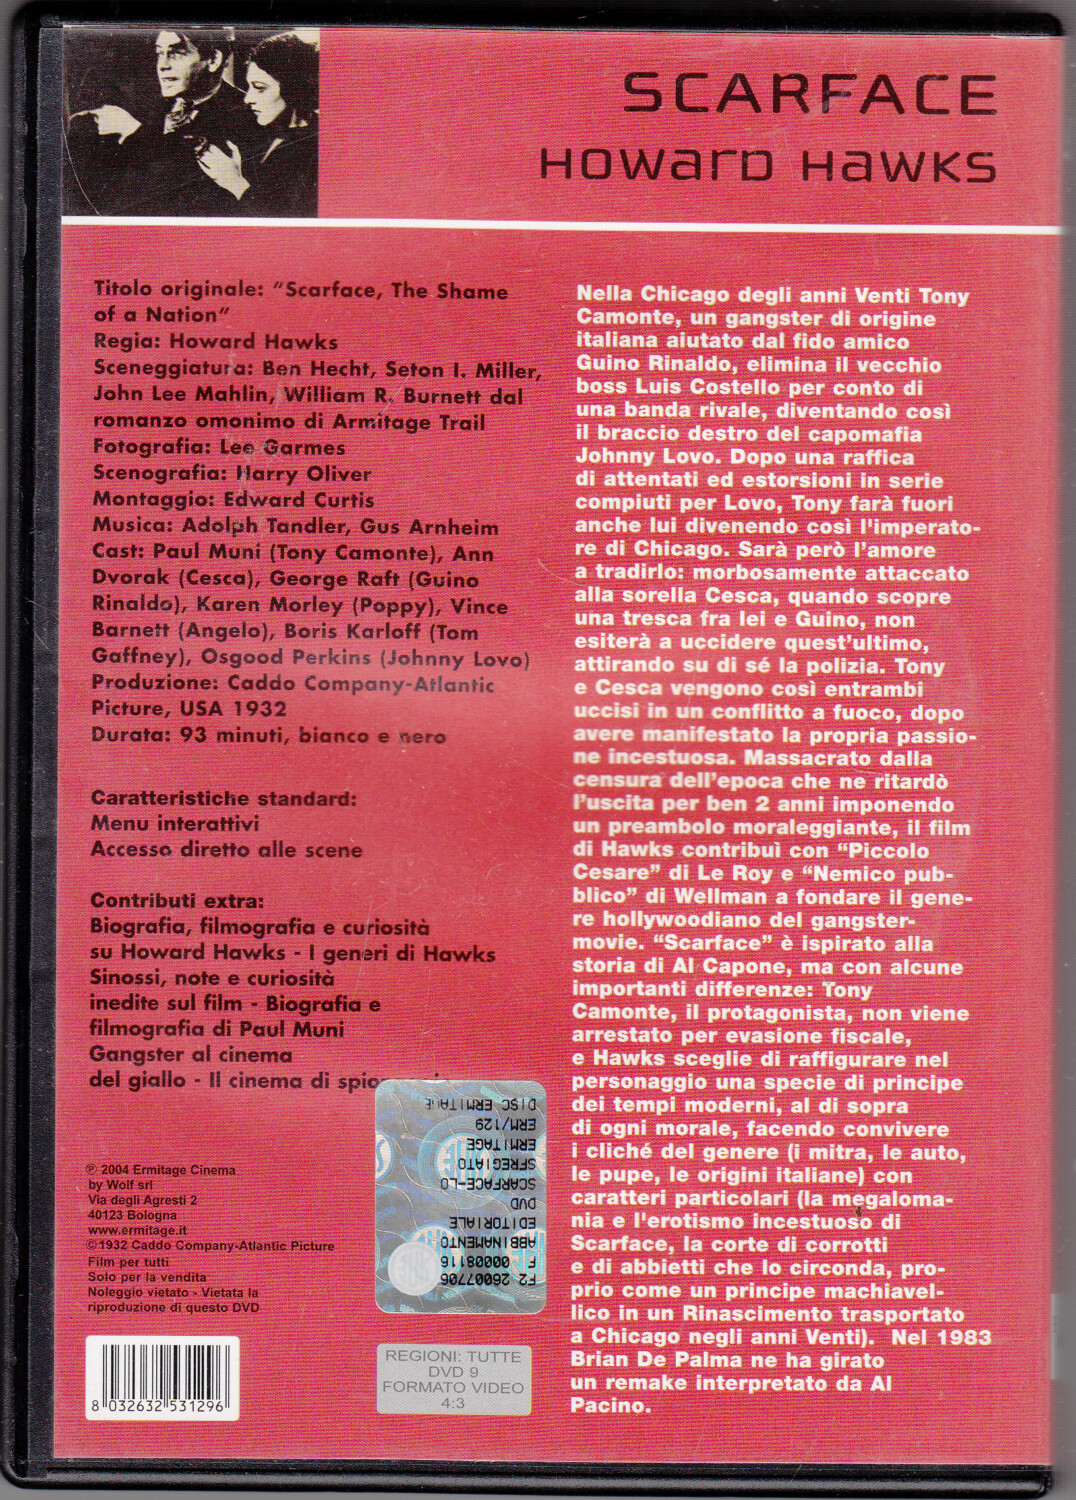 SCARFACE
HOWARD HAWKS
Titolo originale: "Scarface, The Shame
of a Nation"
Regia: Howard Hawks
Sceneggiatura: Ben Hecht, Seton I. Miller,
John Lee Mahlin, William R. Burnett dal
romanzo omonimo di Armitage Trail
Fotografia: Lee Garmes
Scenografia: Harry Oliver
Montaggio: Edward Curtis
Musica: Adolph Tandler, Gus Arnheim
Cast: Paul Muni (Tony Camonte), Ann
Dvorak (Cesca), George Raft (Guino
Rinaldo), Karen Morley (Poppy), Vince
Barnett (Angelo), Boris Karloff (Tom
Gaffney), Osgood Perkins (Johnny Lovo)
Produzione: Caddo Company-Atlantic
Picture, USA 1932
Durata: 93 minuti, bianco e nero
Caratteristiche standard:
Menu interattivi
Accesso diretto alle scene
Contributi extra:
Biografia, filmografia e curiosità
su Howard Hawks - I generi di Hawks
Sinossi, note e curiosità
inedite sul film - Biografia e
filmografia di Paul Muni
Gangster al cinema
del giallo - Il cinema di
℗ 2004 Ermitage Cinema
by Wolf srl
Via degli Agresti 2
40123 Bologna
www.ermitage.it
©1932 Caddo Company-Atlantic Picture
Film per tutti
Solo per la vendita
Noleggio vietato - Vietata la
riproduzione di questo DVD
8 032632 531296
F2 26007706
F 00008116
ABBINAMENTO
EDITORIALE
DVD
SCARFACE-LO
SFREGIATO
ERMITAGE
ERM/129
DISC ERMITAGE
REGIONI: TUTTE
DVD 9
FORMATO VIDEO
4:3
Nella Chicago degli anni Venti Tony
Camonte, un gangster di origine
italiana aiutato dal fido amico
Guino Rinaldo, elimina il vecchio
boss Luis Costello per conto di
una banda rivale, diventando così
il braccio destro del capomafia
Johnny Lovo. Dopo una raffica
di attentati ed estorsioni in serie
compiuti per Lovo, Tony farà fuori
anche lui divenendo così l'imperato-
re di Chicago. Sarà però l'amore
a tradirlo: morbosamente attaccato
alla sorella Cesca, quando scopre
una tresca fra lei e Guino, non
esiterà a uccidere quest'ultimo,
attirando su di sé la polizia. Tony
e Cesca vengono così entrambi
uccisi in un conflitto a fuoco, dopo
avere manifestato la propria passio-
ne incestuosa. Massacrato dalla
censura dell'epoca che ne ritardò
l'uscita per ben 2 anni imponendo
un preambolo moraleggiante, il film
di Hawks contribuì con "Piccolo
Cesare" di Le Roy e "Nemico pub-
blico" di Wellman a fondare il gene-
re hollywoodiano del gangster-
movie. "Scarface" è ispirato alla
storia di Al Capone, ma con alcune
importanti differenze: Tony
Camonte, il protagonista, non viene
arrestato per evasione fiscale,
e Hawks sceglie di raffigurare nel
personaggio una specie di principe
dei tempi moderni, al di sopra
di ogni morale, facendo convivere
i cliché del genere (i mitra, le auto,
le pupe, le origini italiane) con
caratteri particolari (la megaloma-
nia e l'erotismo incestuoso di
Scarface, la corte di corrotti
e di abbietti che lo circonda, pro-
prio come un principe machiavel-
lico in un Rinascimento trasportato
a Chicago negli anni Venti). Nel 1983
Brian De Palma ne ha girato
un remake interpretato da Al
Pacino.